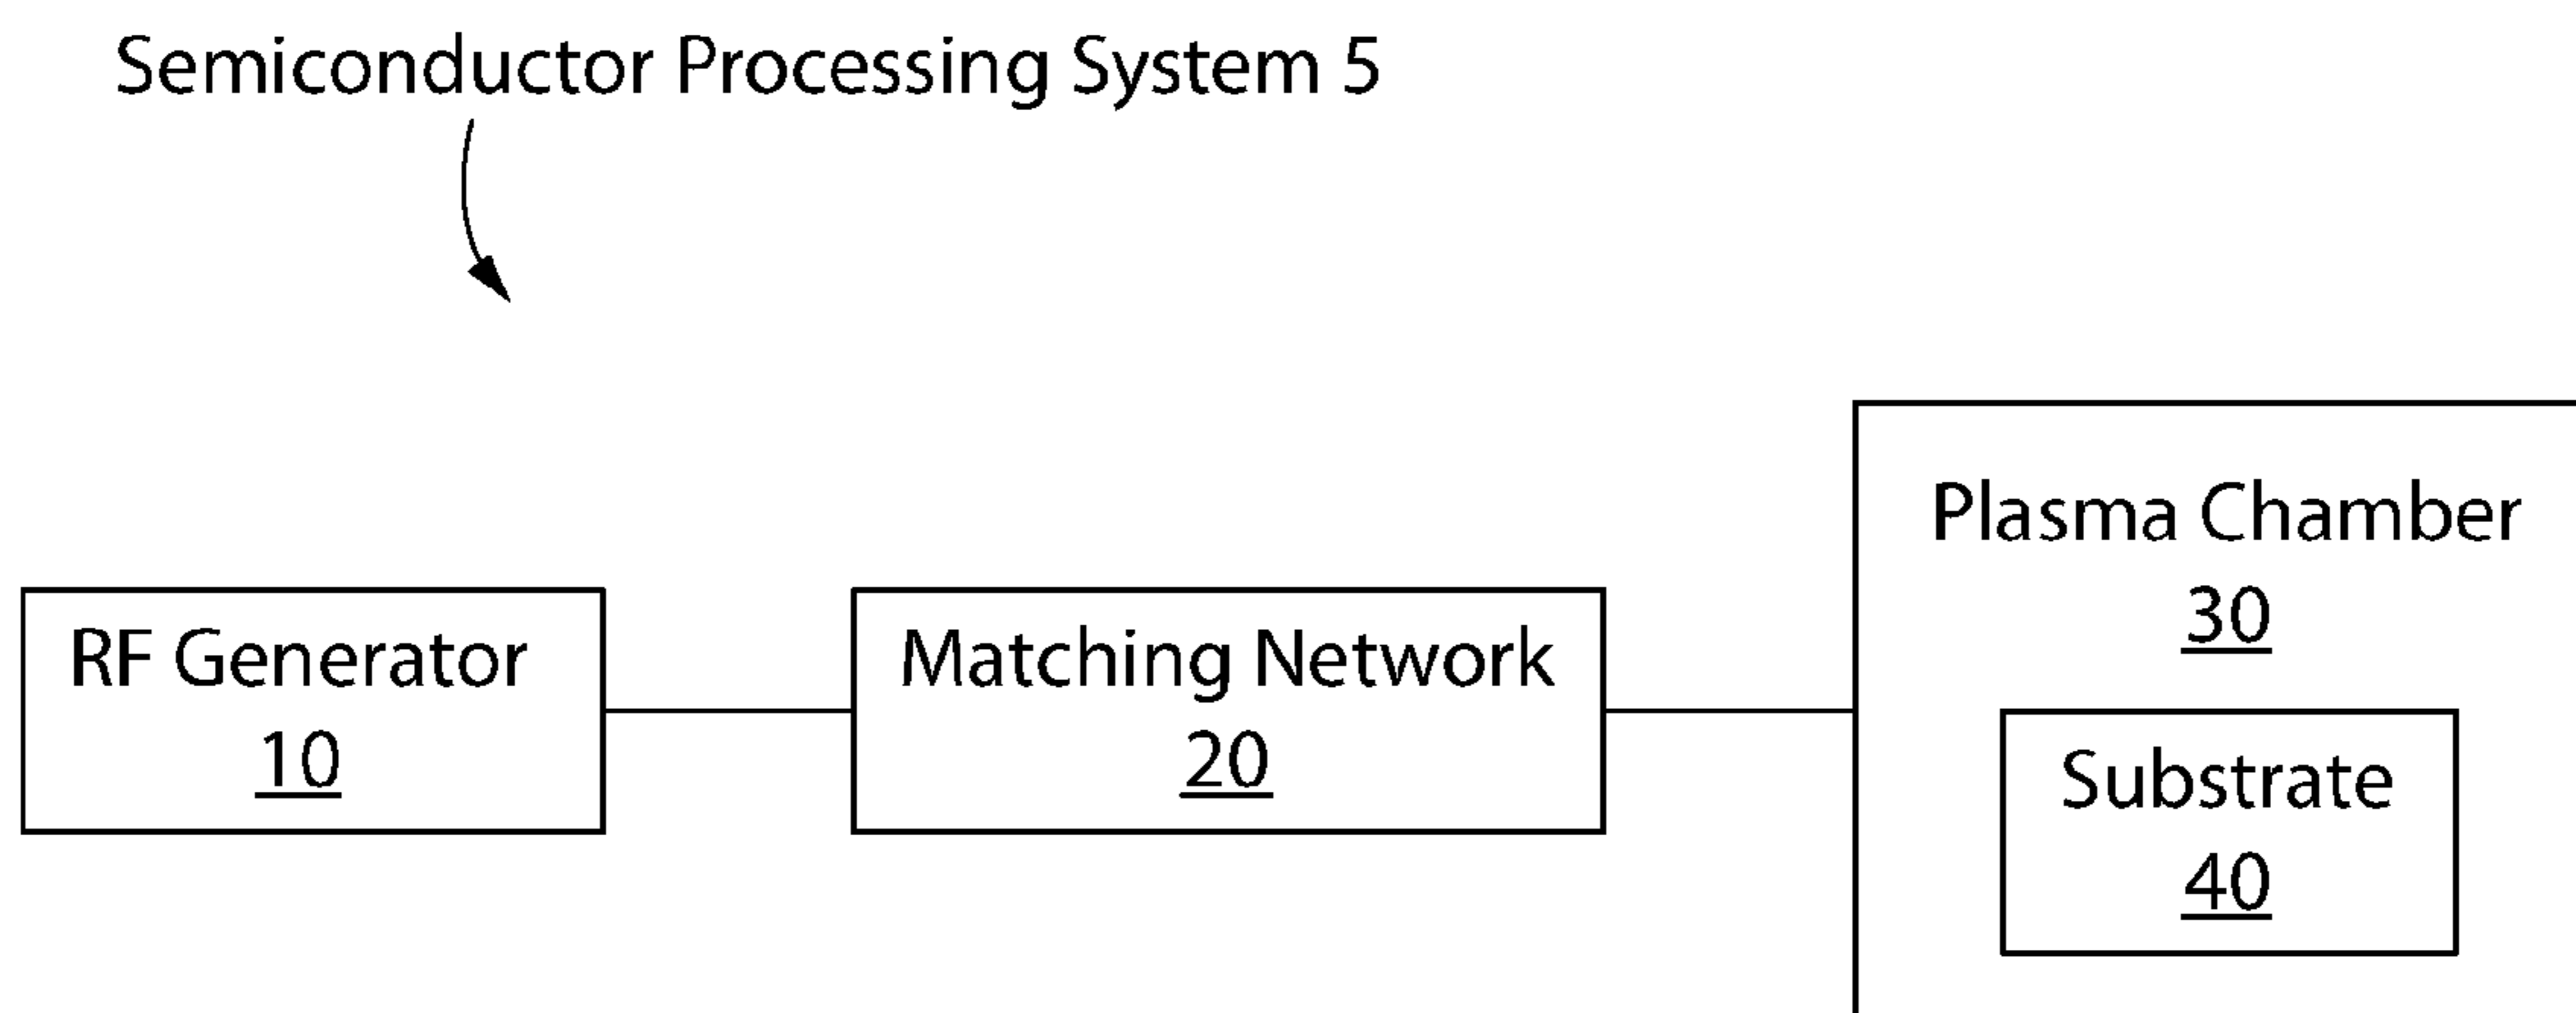 Semiconductor Processing System 5
RF Generator
10
Matching Network
20
Plasma Chamber
30
Substrate
40